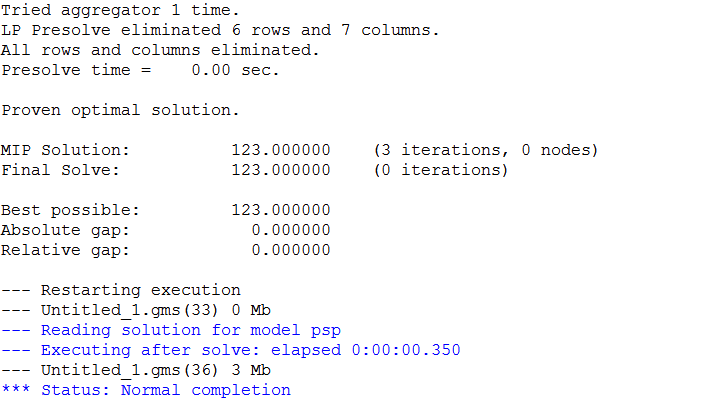 Tried aggregator 1 time.
LP Presolve eliminated 6 rows and 7 columns.
All rows and columns eliminated.
Presolve time =    0.00 sec.
Proven optimal solution.
MIP Solution:          123.000000    (3 iterations, 0 nodes)
Final Solve:           123.000000    (0 iterations)
Best possible:         123.000000
Absolute gap:            0.000000
Relative gap:            0.000000
--- Restarting execution
--- Untitled_1.gms(33) 0 Mb
--- Reading solution for model psp
--- Executing after solve: elapsed 0:00:00.350
--- Untitled_1.gms(36) 3 Mb
*** Status: Normal completion